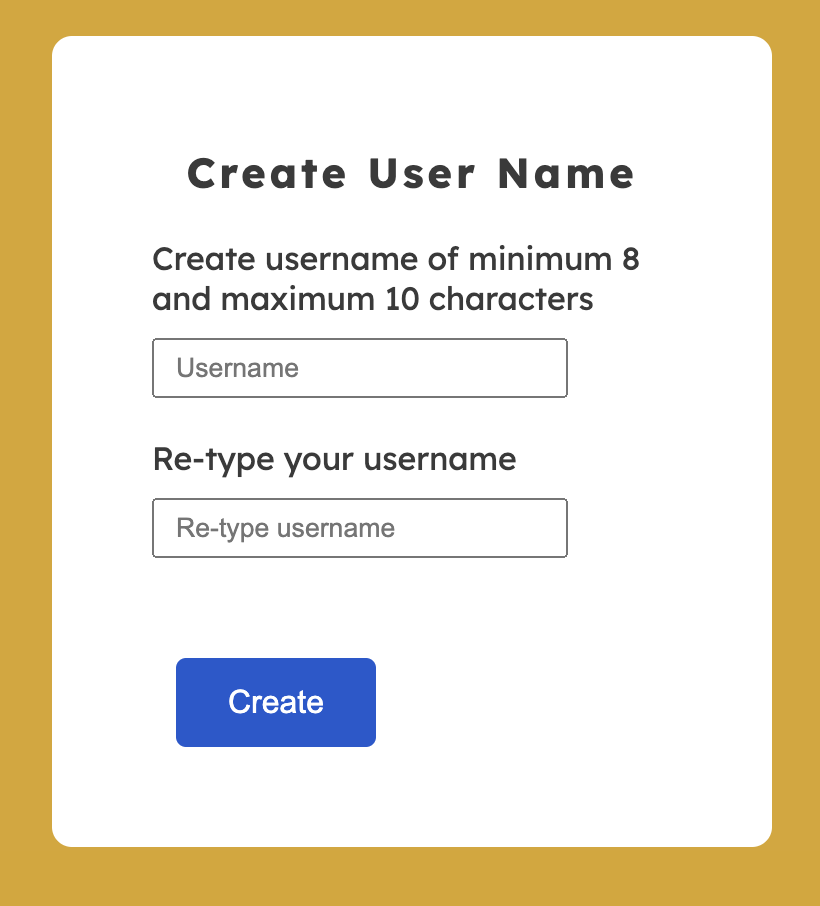 Create User Name
Create username of minimum 8
and maximum 10 characters
Username
Re-type your username
Re-type username
Create